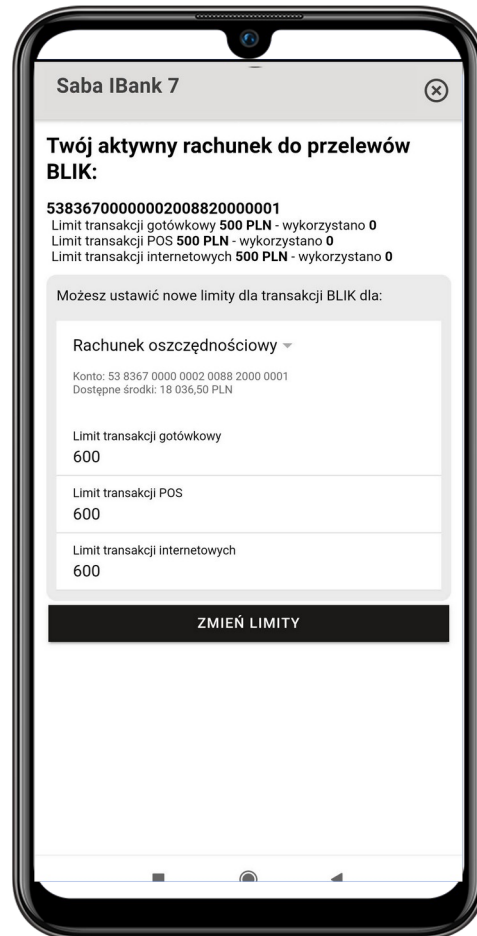 Saba IBank 7
Twój aktywny rachunek do przelewów
BLIK:
53836700000002008820000001
Limit transakcji gotówkowy 500 PLN - wykorzystano 0
Limit transakcji POS 500 PLN - wykorzystano 0
Limit transakcji internetowych 500 PLN - wykorzystano 0
Możesz ustawić nowe limity dla transakcji BLIK dla:
Rachunek oszczędnościowy
Konto: 53 8367 0000 0002 0088 2000 0001
Dostępne środki: 18 036,50 PLN
Limit transakcji gotówkowy
600
Limit transakcji POS
600
Limit transakcji internetowych
600
ZMIEŃ LIMITY